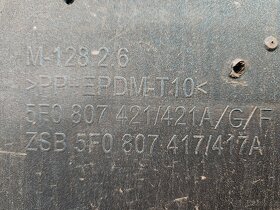 M-128-2.6
>PP+EPDM-T10<
5F0 807 421/421A/G/F
ZSB 5F0 807 417/417A